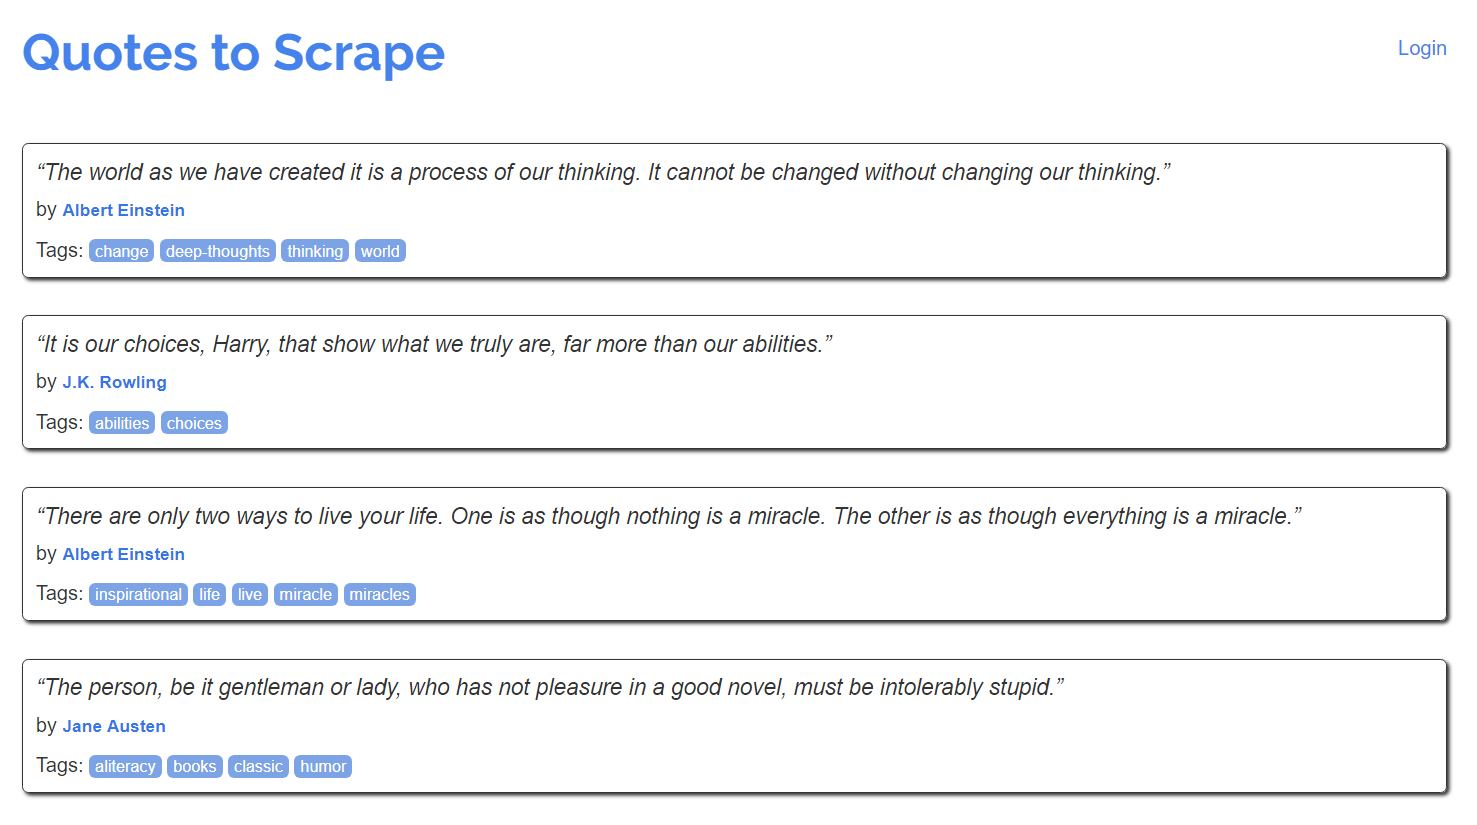 Quotes to Scrape
Login
“The world as we have created it is a process of our thinking. It cannot be changed without changing our thinking.”
by Albert Einstein
Tags: change deep-thoughts thinking world
“It is our choices, Harry, that show what we truly are, far more than our abilities.”
by J.K. Rowling
Tags: abilities choices
“There are only two ways to live your life. One is as though nothing is a miracle. The other is as though everything is a miracle.”
by Albert Einstein
Tags: inspirational life live miracle miracles
“The person, be it gentleman or lady, who has not pleasure in a good novel, must be intolerably stupid.”
by Jane Austen
Tags: aliteracy books classic humor